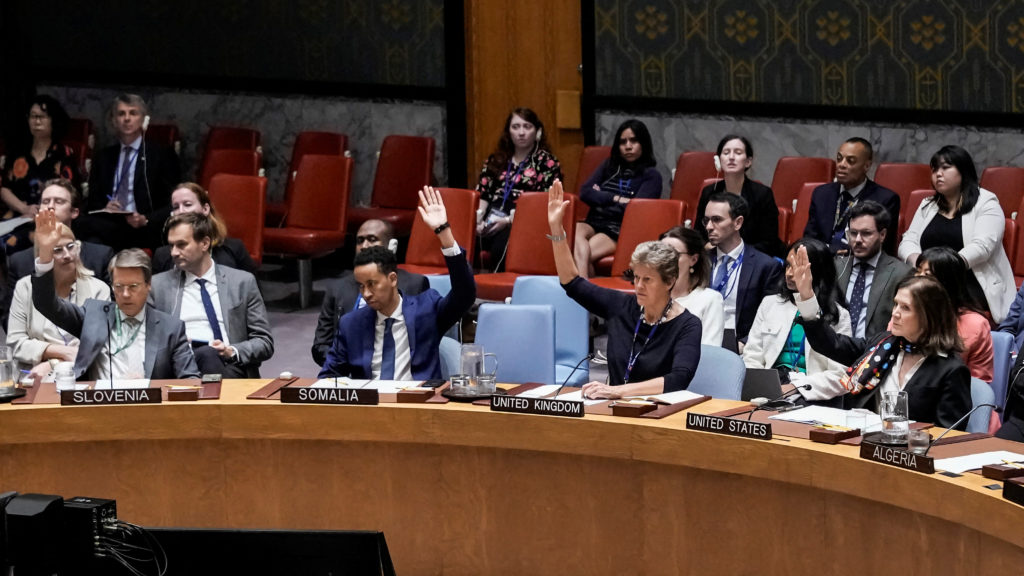 SLOVENIA
SOMALIA
UNITED KINGDOM
UNITED STATES
ALGERIA